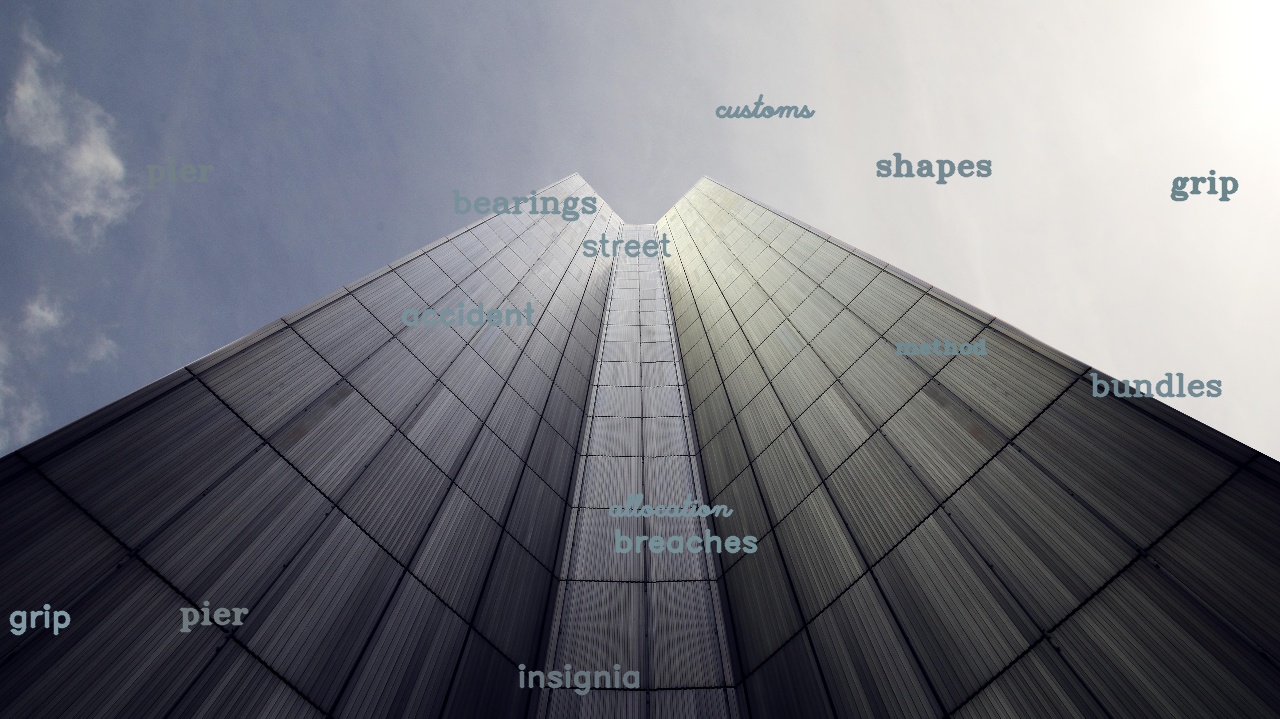 customs
shapes
pier
grip
bearings
street
accident
method
bundles
allocation
breaches
grip
pier
insignia